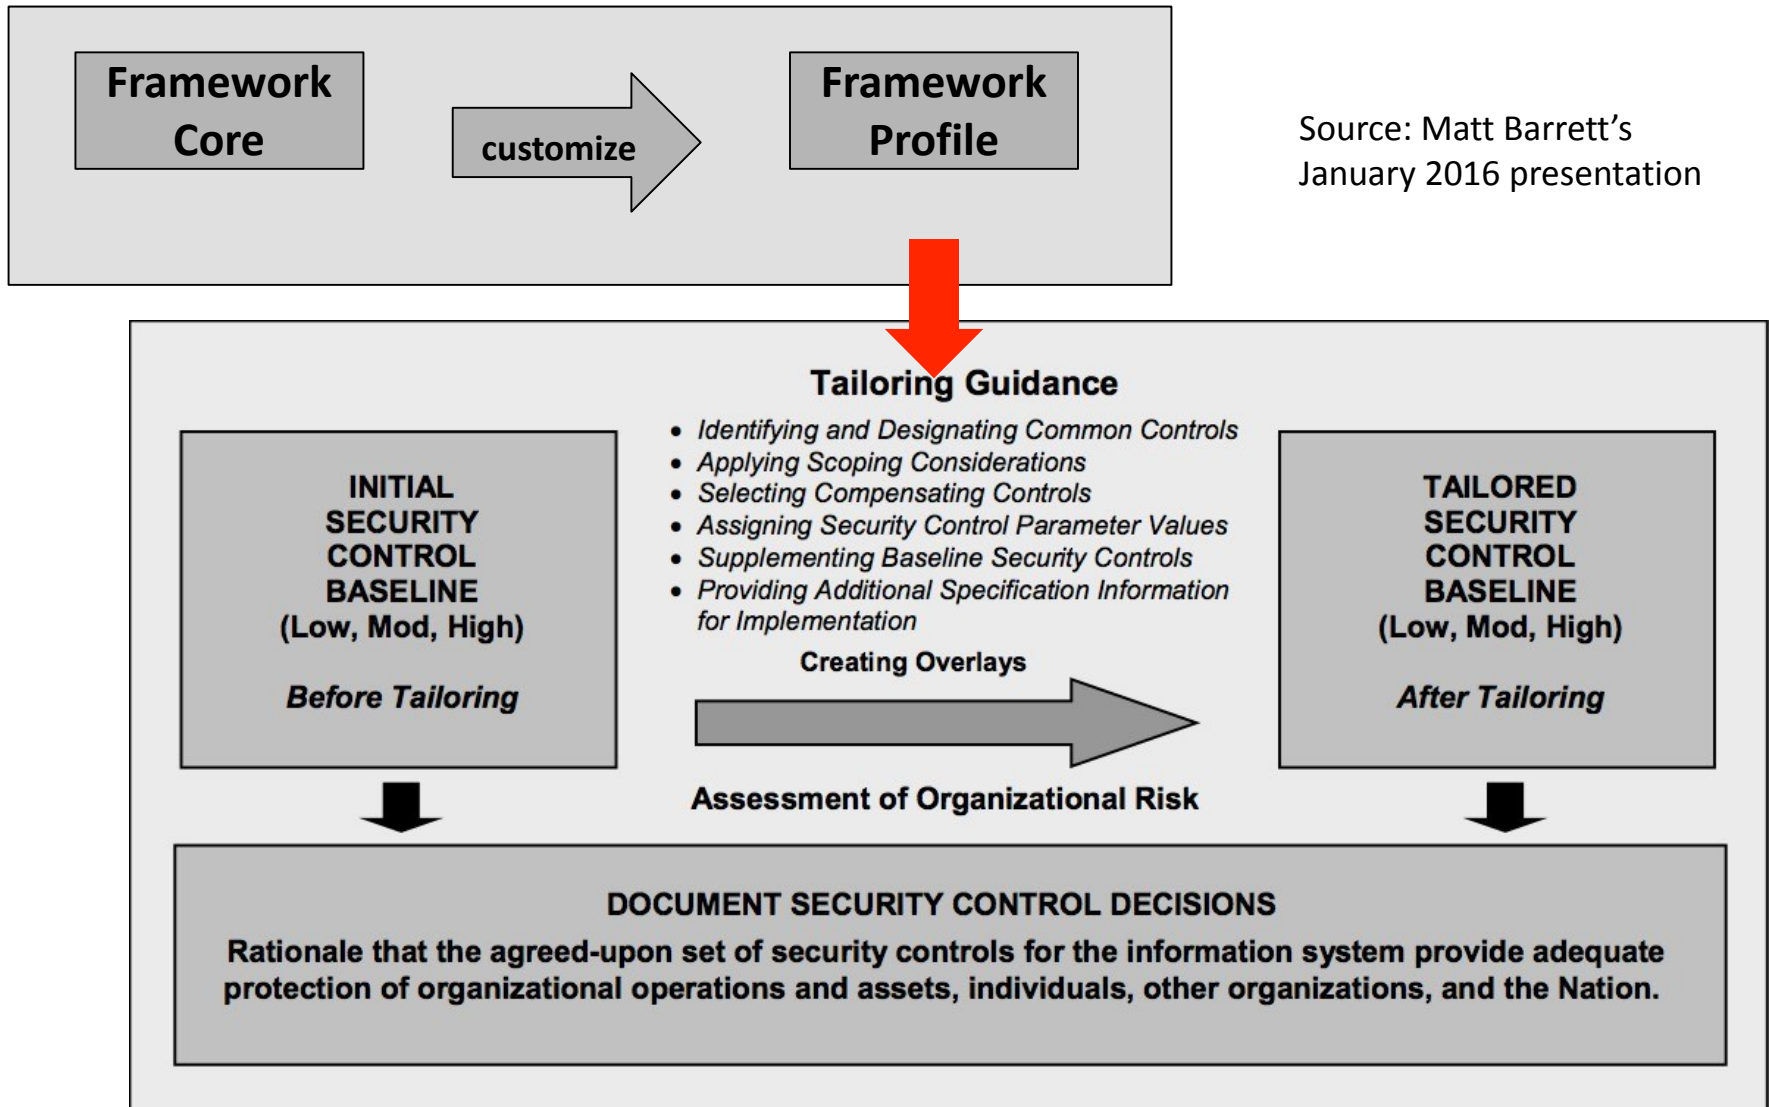 Framework
Core
customize
Framework
Profile
Source: Matt Barrett’s
January 2016 presentation
Tailoring Guidance
• Identifying and Designating Common Controls
• Applying Scoping Considerations
• Selecting Compensating Controls
• Assigning Security Control Parameter Values
• Supplementing Baseline Security Controls
• Providing Additional Specification Information
for Implementation
Creating Overlays
Assessment of Organizational Risk
INITIAL
SECURITY
CONTROL
BASELINE
(Low, Mod, High)
Before Tailoring
TAILORED
SECURITY
CONTROL
BASELINE
(Low, Mod, High)
After Tailoring
DOCUMENT SECURITY CONTROL DECISIONS
Rationale that the agreed-upon set of security controls for the information system provide adequate
protection of organizational operations and assets, individuals, other organizations, and the Nation.